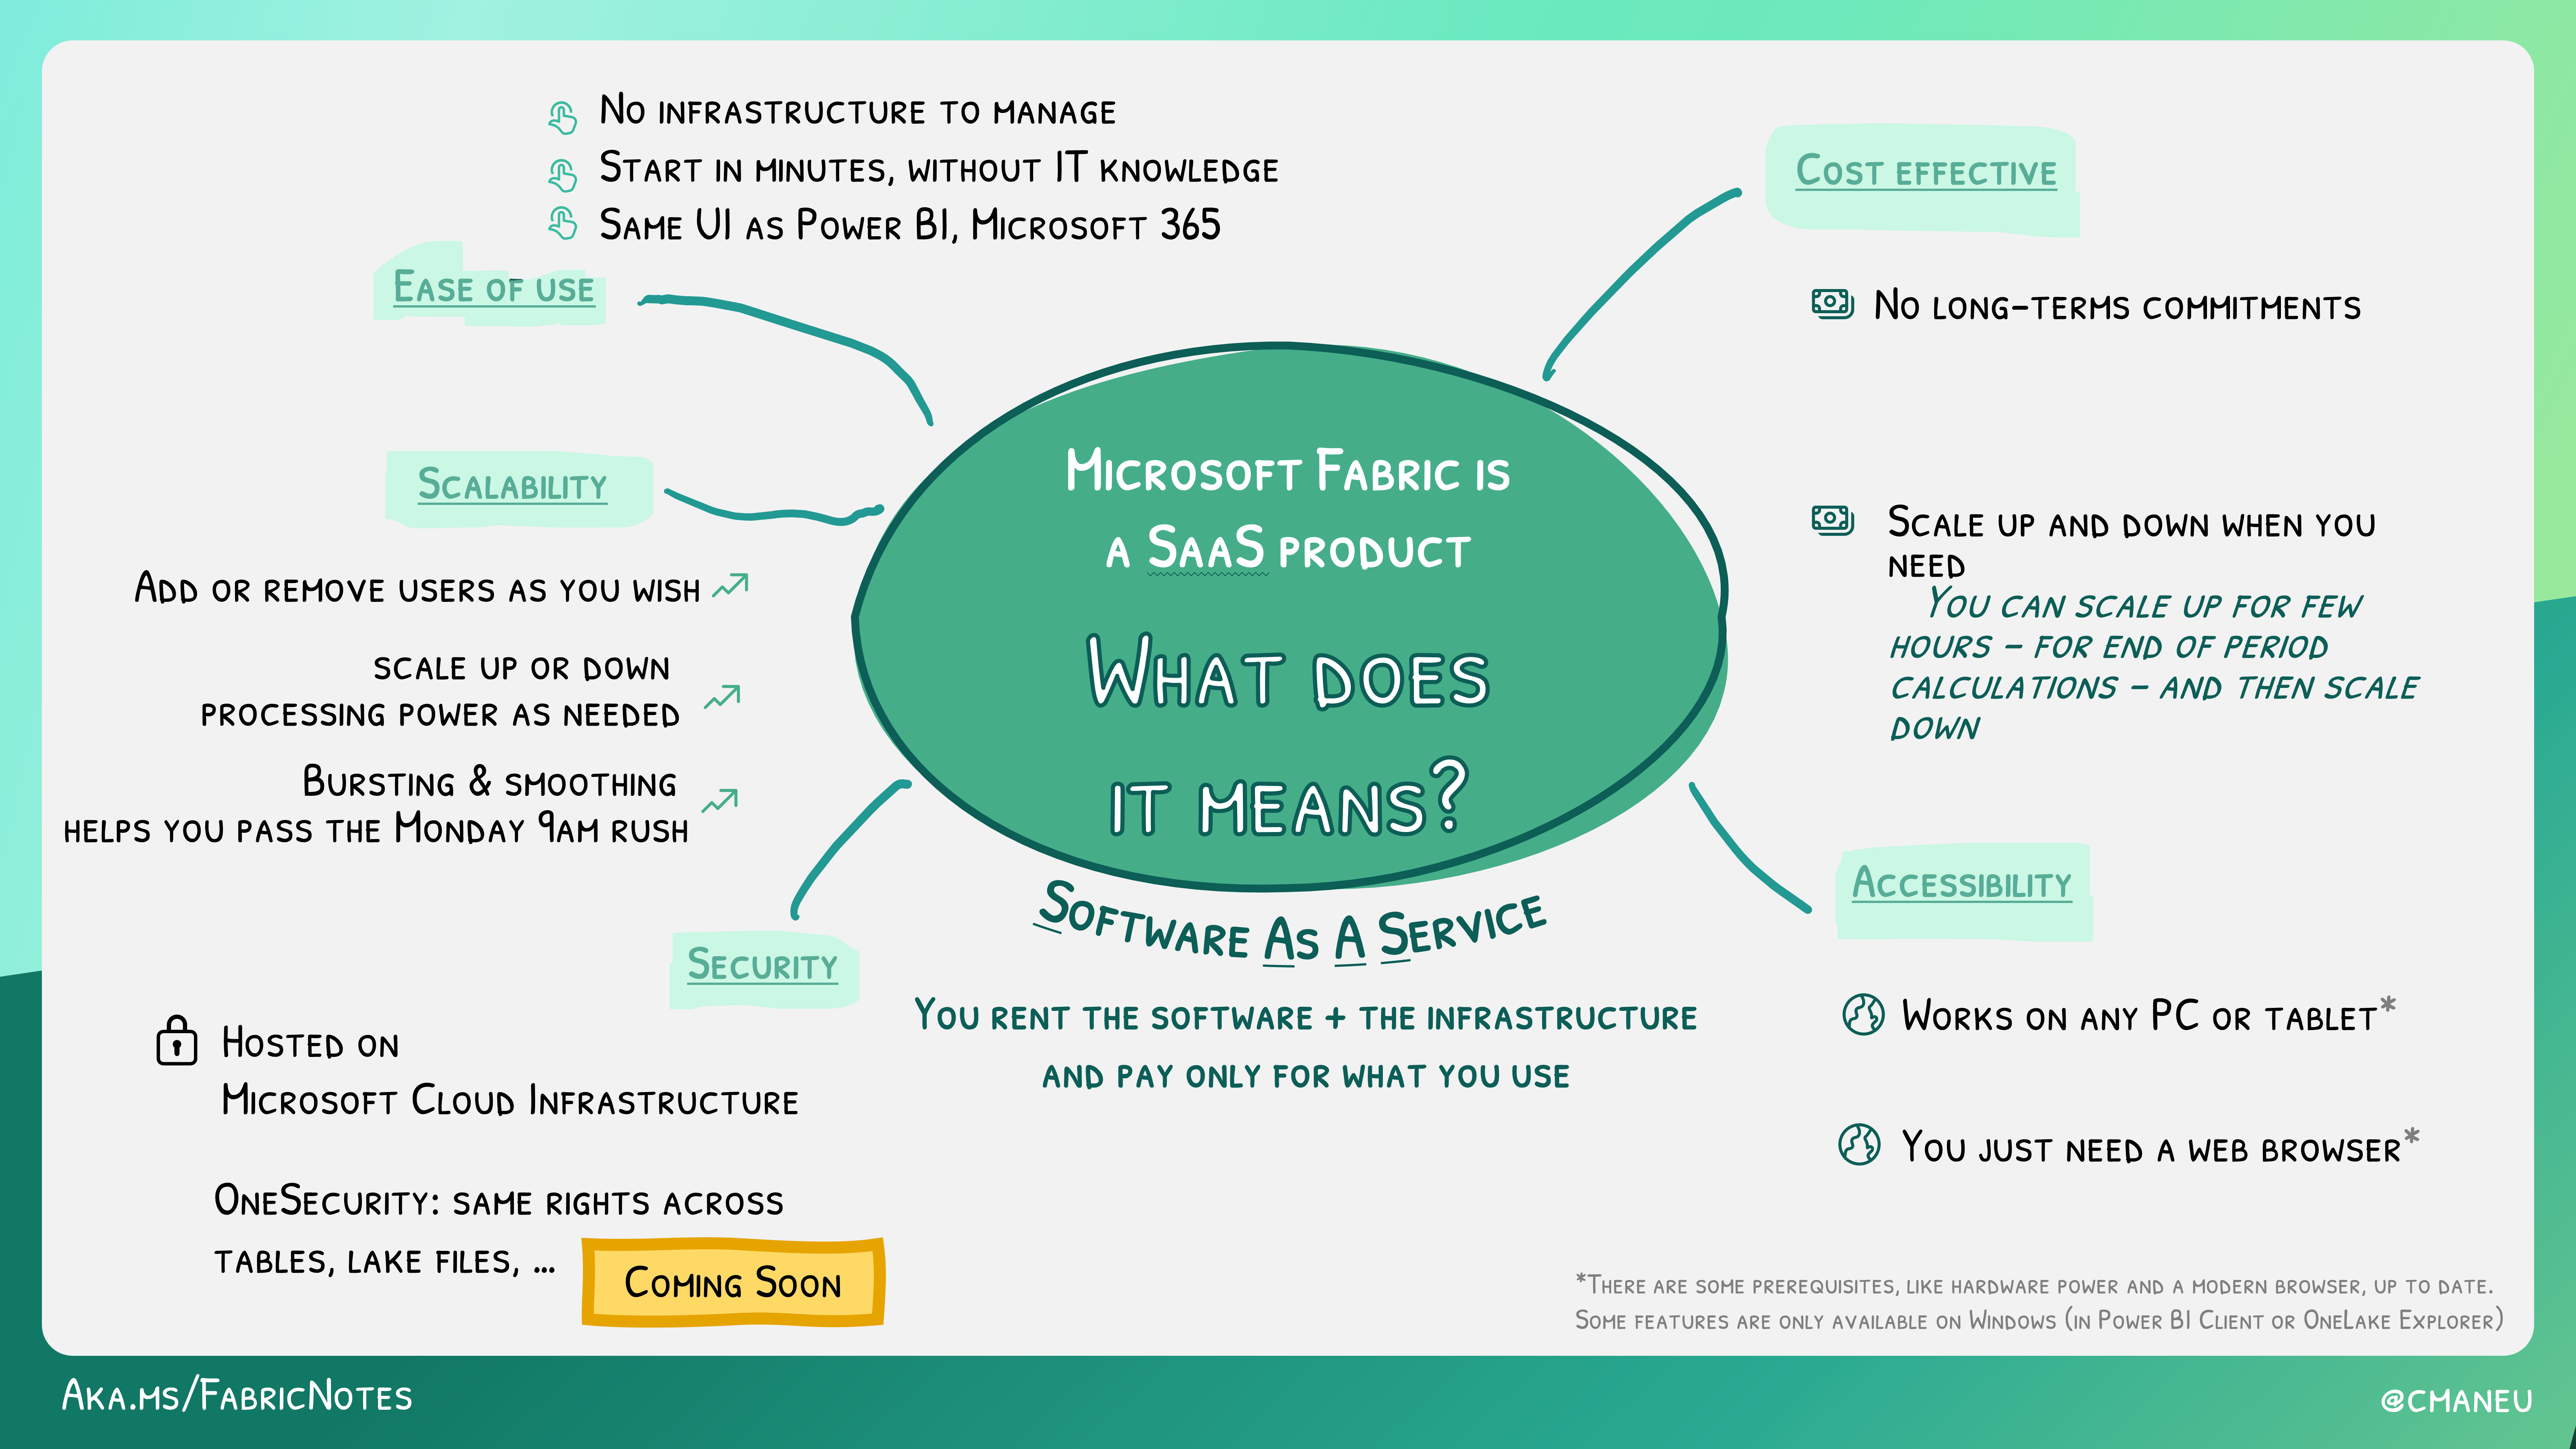 No infrastructure to manage
Start in minutes, without IT knowledge
Same UI as Power BI, Microsoft 365
Ease of use
Scalability
Add or remove users as you wish
scale up or down
processing power as needed
Bursting & smoothing
helps you pass the Monday 9am rush
Security
Hosted on
Microsoft Cloud Infrastructure
OneSecurity: same rights across
tables, lake files, ...
Coming Soon
Microsoft Fabric is
a SaaS product
What does
it means?
Software As A Service
You rent the software + the infrastructure
and pay only for what you use
Cost effective
No long-terms commitments
Scale up and down when you
need
You can scale up for few
hours – for end of period
calculations – and then scale
down
Accessibility
Works on any PC or tablet*
You just need a web browser*
*There are some prerequisites, like hardware power and a modern browser, up to date.
Some features are only available on Windows (in Power BI Client or OneLake Explorer)
Aka.ms/FabricNotes
@cmaneu